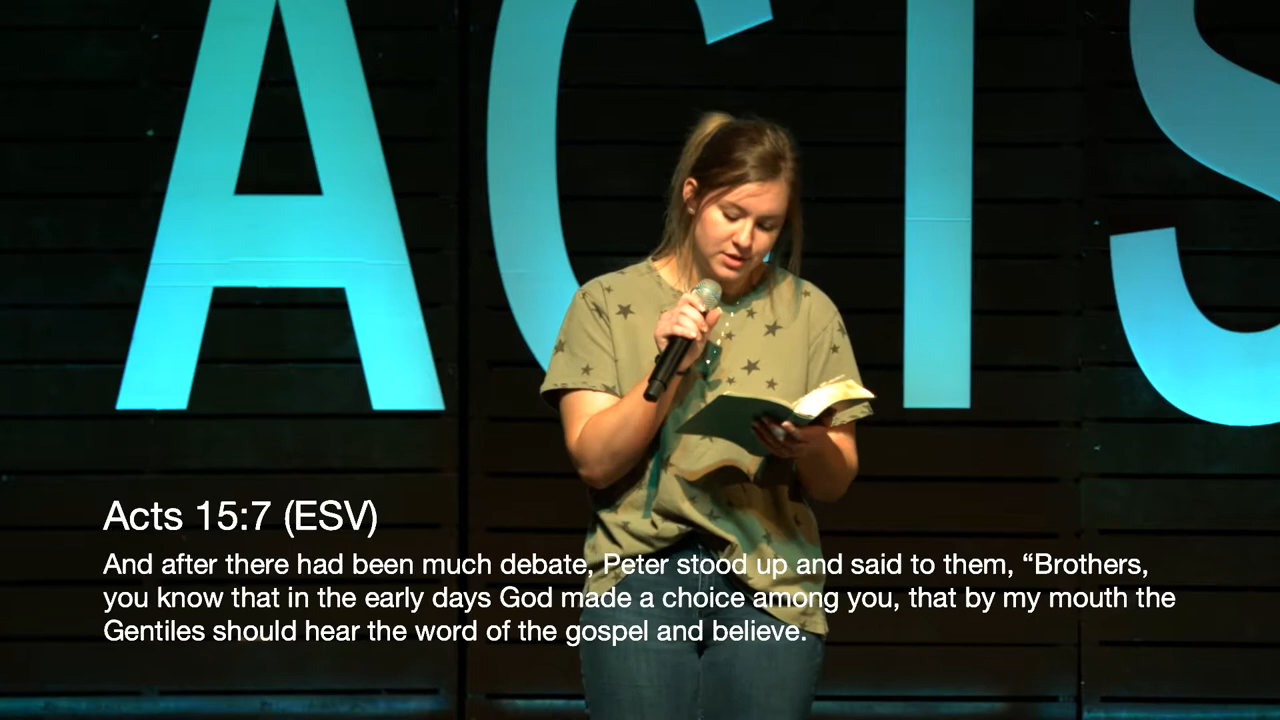 ACTS
Acts 15:7 (ESV)
And after there had been much debate, Peter stood up and said to them, “Brothers,
you know that in the early days God made a choice among you, that by my mouth the
Gentiles should hear the word of the gospel and believe.